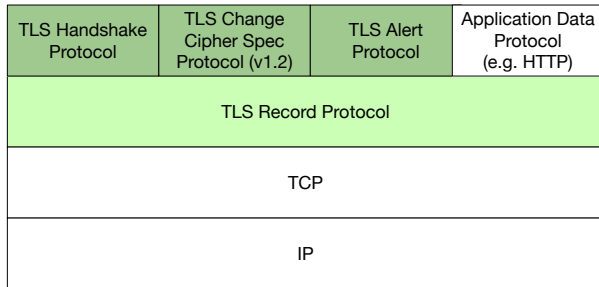 TLS Handshake
Protocol
TLS Change
Cipher Spec
Protocol (v1.2)
TLS Alert
Protocol
Application Data
Protocol
(e.g. HTTP)
TLS Record Protocol
TCP
IP